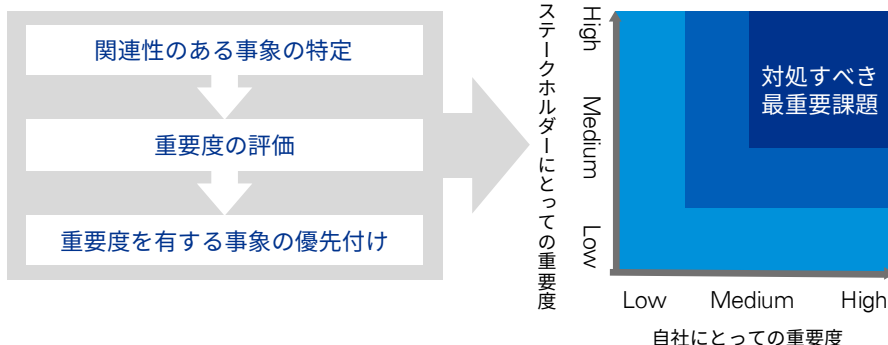 関連性のある事象の特定
重要度の評価
重要度を有する事象の優先付け
ステークホルダーにとっての重要度
High
Medium
Low
対処すべき
最重要課題
Low
Medium
High
自社にとっての重要度